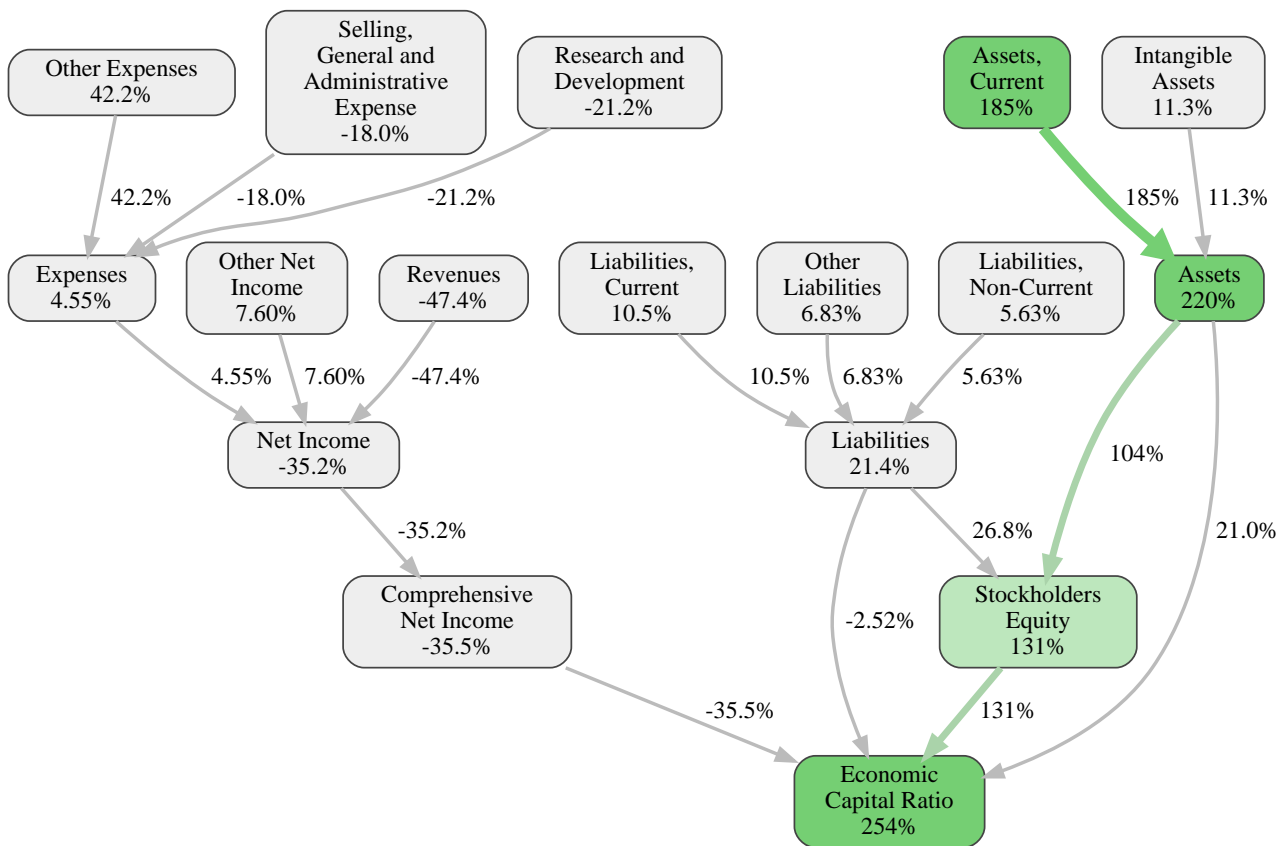 Other Expenses
42.2%
Selling,
General and
Administrative
Expense
-18.0%
Research and
Development
-21.2%
Assets,
Current
185%
Intangible
Assets
11.3%
42.2%
-18.0%
-21.2%
185%
11.3%
Expenses
4.55%
Other Net
Income
7.60%
Revenues
-47.4%
Liabilities,
Current
10.5%
Other
Liabilities
6.83%
Liabilities,
Non-Current
5.63%
Assets
220%
4.55%
7.60%
-47.4%
10.5%
6.83%
5.63%
Net Income
-35.2%
Liabilities
21.4%
104%
-35.2%
26.8%
21.0%
Comprehensive
Net Income
-35.5%
-2.52%
Stockholders
Equity
131%
-35.5%
131%
Economic
Capital Ratio
254%